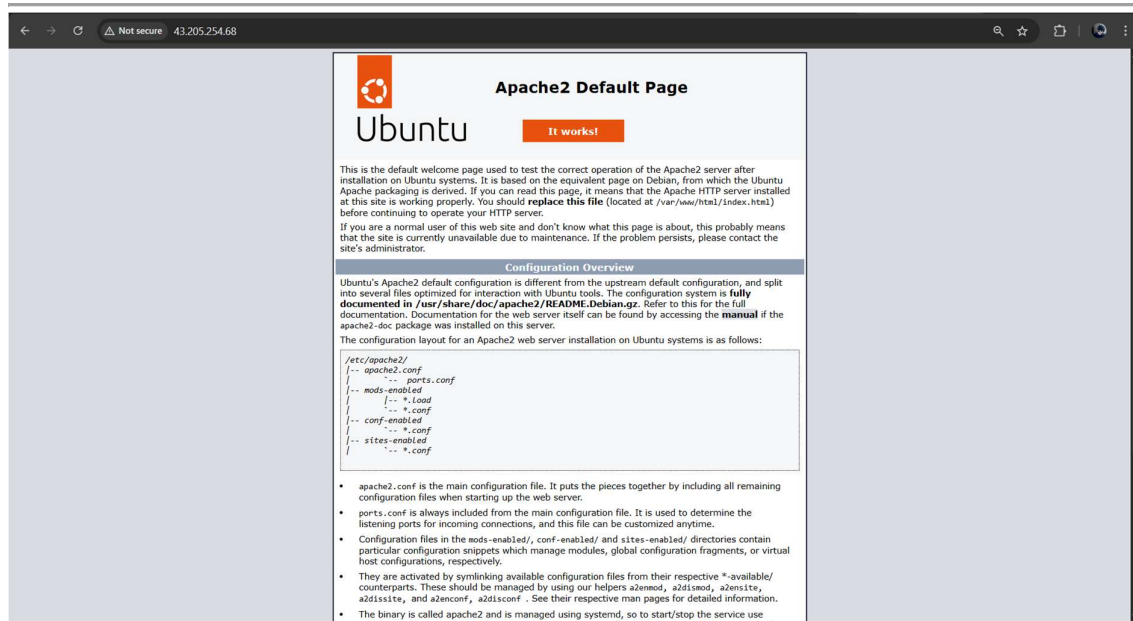 Not secure 43.205.254.68
Apache2 Default Page
Ubuntu
It works!
This is the default welcome page used to test the correct operation of the Apache2 server after
installation on Ubuntu systems. It is based on the equivalent page on Debian, from which the Ubuntu
Apache packaging is derived. If you can read this page, it means that the Apache HTTP server installed
at this site is working properly. You should replace this file (located at /var/www/html/index.html)
before continuing to operate your HTTP server.
If you are a normal user of this web site and don't know what this page is about, this probably means
that the site is currently unavailable due to maintenance. If the problem persists, please contact the
site's administrator.
Configuration Overview
Ubuntu's Apache2 default configuration is different from the upstream default configuration, and split
into several files optimized for interaction with Ubuntu tools. The configuration system is fully
documented in /usr/share/doc/apache2/README.Debian.gz. Refer to this for the full
documentation. Documentation for the web server itself can be found by accessing the manual if the
apache2-doc package was installed on this server.
The configuration layout for an Apache2 web server installation on Ubuntu systems is as follows:
/etc/apache2/
|-- apache2.conf
|       `--  ports.conf
|-- mods-enabled
|       |-- *.load
|       `-- *.conf
|-- conf-enabled
|       `-- *.conf
|-- sites-enabled
|       `-- *.conf
• apache2.conf is the main configuration file. It puts the pieces together by including all remaining
configuration files when starting up the web server.
• ports.conf is always included from the main configuration file. It is used to determine the
listening ports for incoming connections, and this file can be customized anytime.
• Configuration files in the mods-enabled/, conf-enabled/ and sites-enabled/ directories contain
particular configuration snippets which manage modules, global configuration fragments, or virtual
host configurations, respectively.
• They are activated by symlinking available configuration files from their respective *-available/
counterparts. These should be managed by using our helpers a2enmod, a2dismod, a2ensite,
a2dissite, and a2enconf, a2disconf . See their respective man pages for detailed information.
• The binary is called apache2 and is managed using systemd, so to start/stop the service use